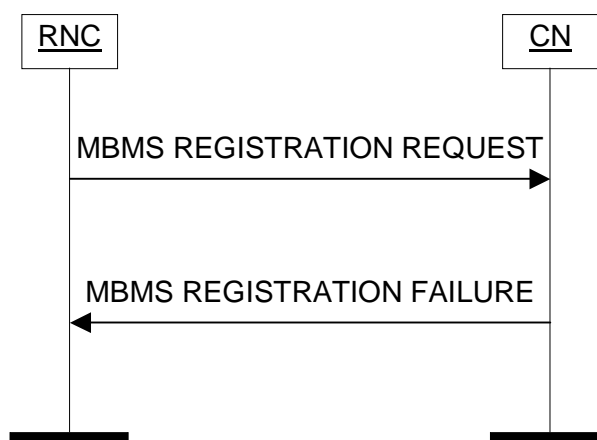 RNC
CN
MBMS REGISTRATION REQUEST
MBMS REGISTRATION FAILURE